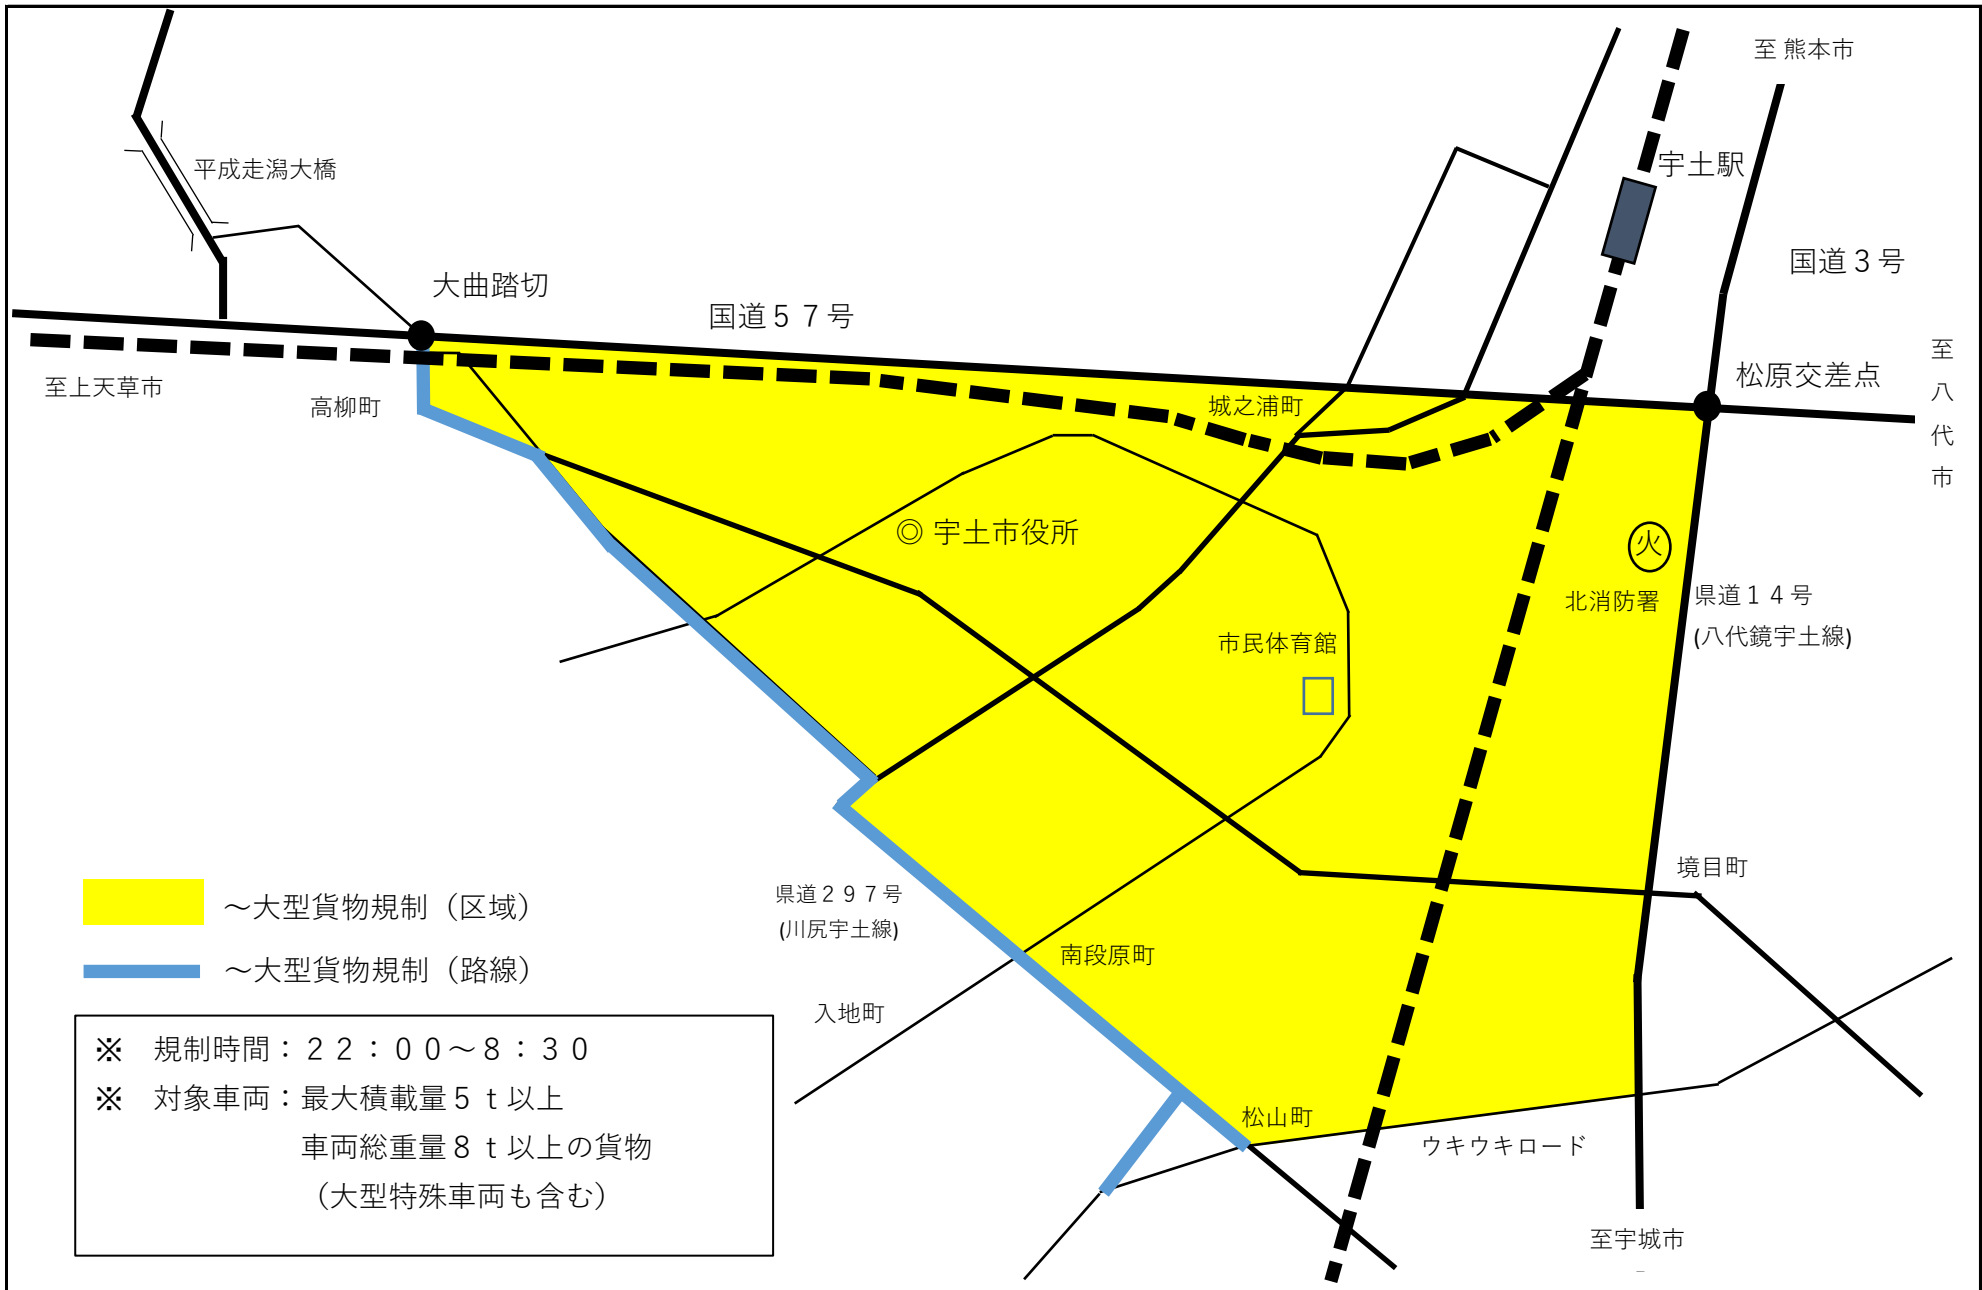 至 熊本市
平成走潟大橋
宇土駅
国道３号
大曲踏切
国道５７号
至八代市
松原交差点
至上天草市
高柳町
城之浦町
◎ 宇土市役所
火
北消防署
県道１４号
(八代鏡宇土線)
市民体育館
境目町
県道２９７号
(川尻宇土線)
南段原町
入地町
～大型貨物規制（区域）
～大型貨物規制（路線）
※　規制時間：２２：００～８：３０
※　対象車両：最大積載量５ｔ以上
車両総重量８ｔ以上の貨物
（大型特殊車両も含む）
松山町
ウキウキロード
至宇城市